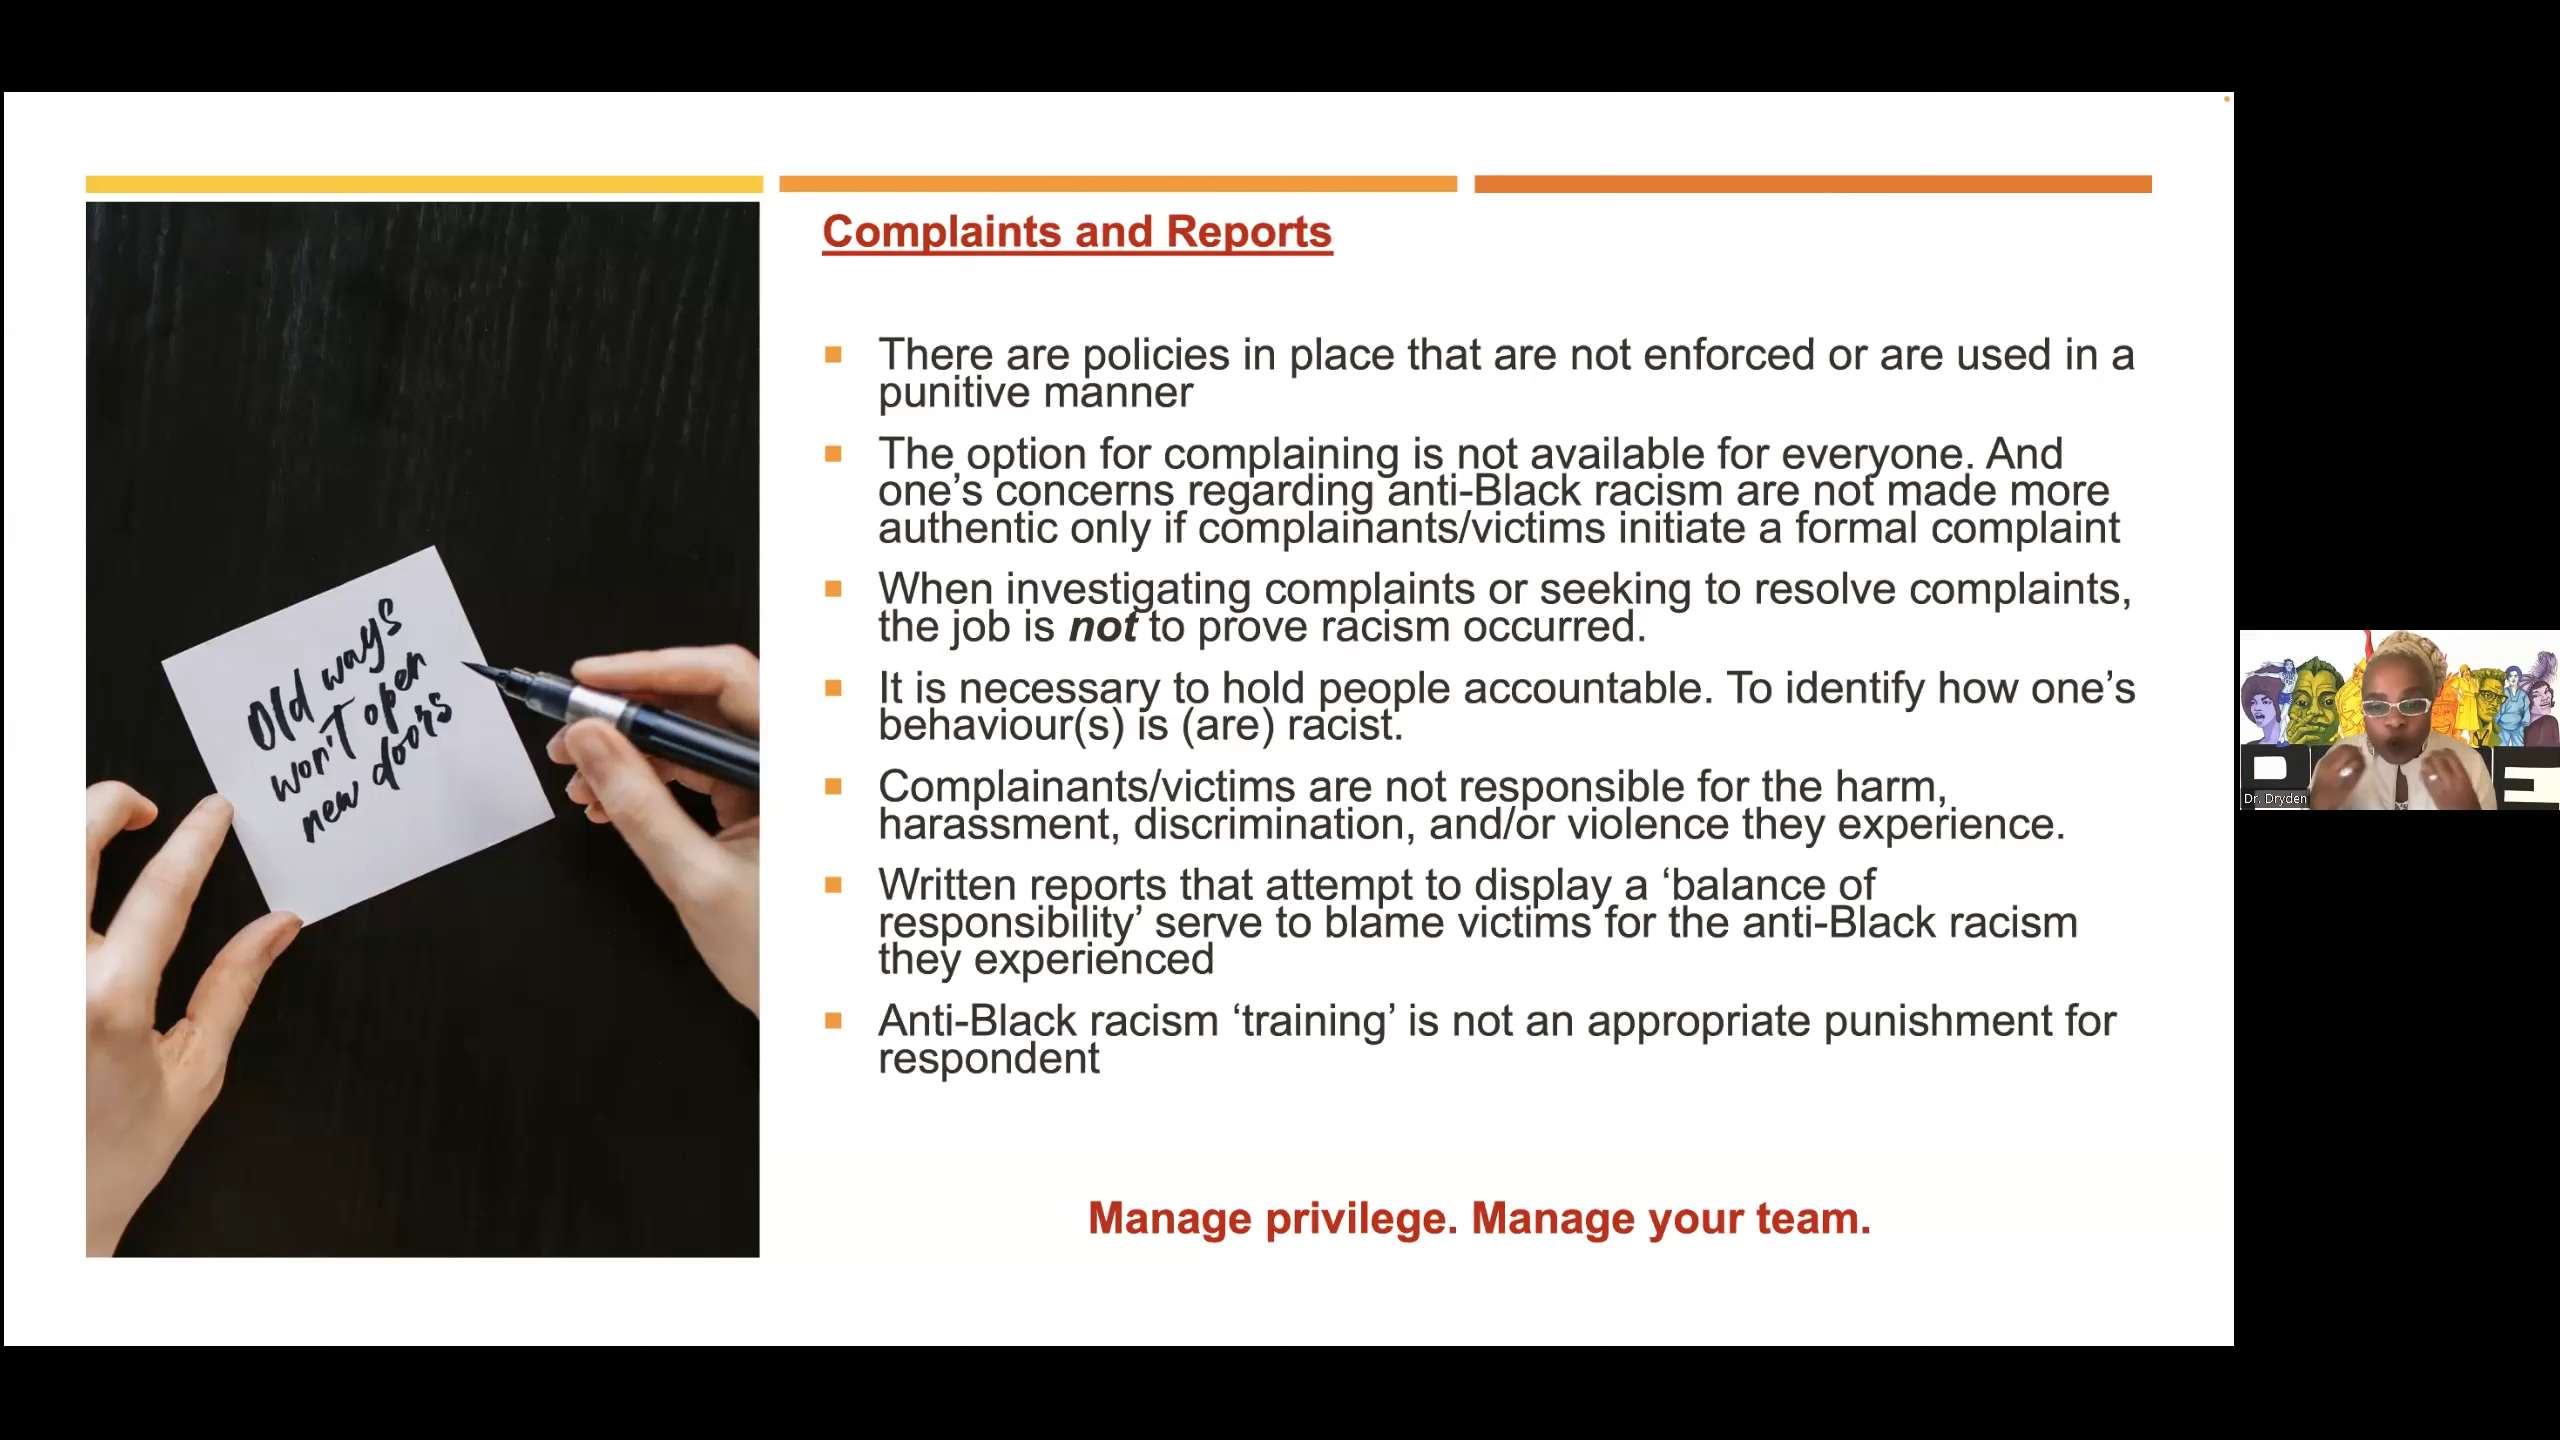 Complaints and Reports
There are policies in place that are not enforced or are used in a
punitive manner
The option for complaining is not available for everyone. And
one’s concerns regarding anti-Black racism are not made more
authentic only if complainants/victims initiate a formal complaint
When investigating complaints or seeking to resolve complaints,
the job is not to prove racism occurred.
It is necessary to hold people accountable. To identify how one’s
behaviour(s) is (are) racist.
Complainants/victims are not responsible for the harm,
harassment, discrimination, and/or violence they experience.
Written reports that attempt to display a ‘balance of
responsibility’ serve to blame victims for the anti-Black racism
they experienced
Anti-Black racism ‘training’ is not an appropriate punishment for
respondent
Manage privilege. Manage your team.
Old ways
won't open
new doors
Dr. Dryden